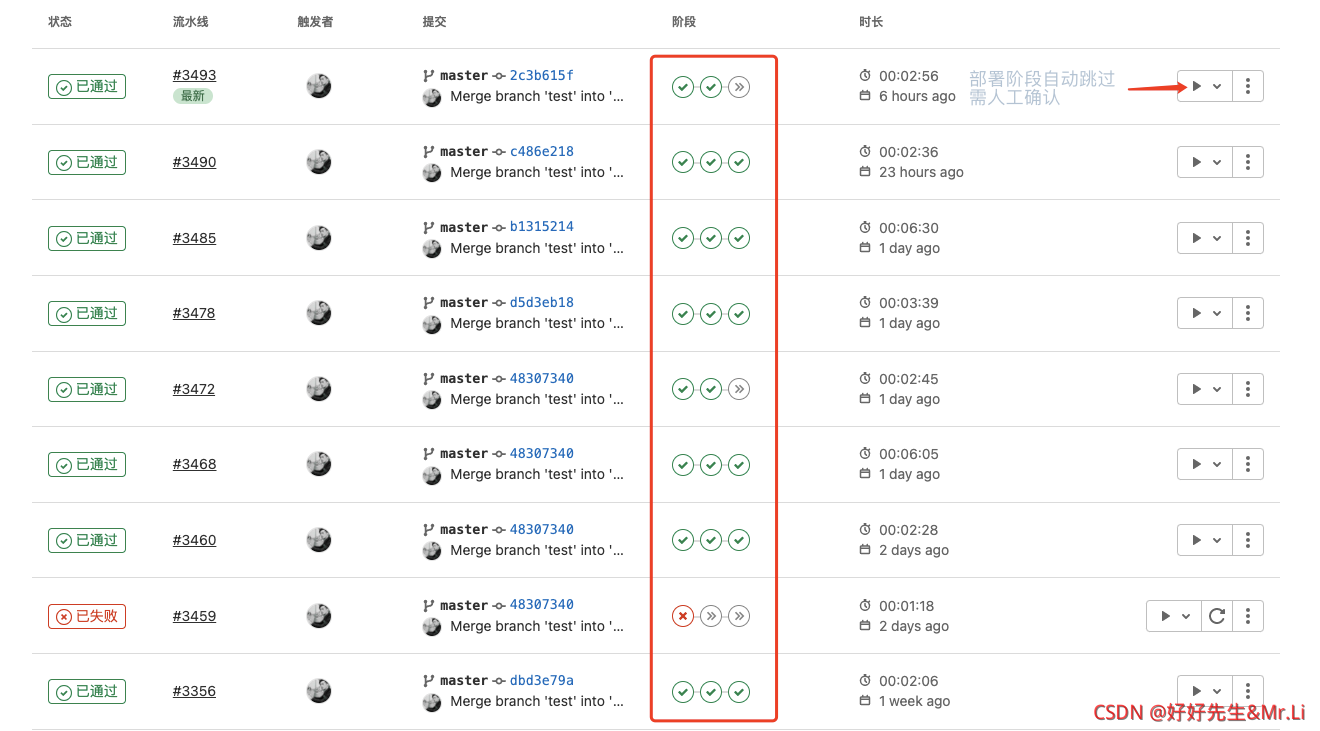 状态 流水线 触发者 提交 阶段 时长
已通过 #3493 master 2c3b615f 00:02:56 部署阶段自动跳过
最新 Merge branch 'test' into '... 6 hours ago 需人工确认
已通过 #3490 master c486e218 00:02:36
Merge branch 'test' into '... 23 hours ago
已通过 #3485 master b1315214 00:06:30
Merge branch 'test' into '... 1 day ago
已通过 #3478 master d5d3eb18 00:03:39
Merge branch 'test' into '... 1 day ago
已通过 #3472 master 48307340 00:02:45
Merge branch 'test' into '... 1 day ago
已通过 #3468 master 48307340 00:06:05
Merge branch 'test' into '... 1 day ago
已通过 #3460 master 48307340 00:02:28
Merge branch 'test' into '... 2 days ago
已失败 #3459 master 48307340 00:01:18
Merge branch 'test' into '... 2 days ago
已通过 #3356 master dbd3e79a 00:02:06
Merge branch 'test' into '... 1 week ago
CSDN @好好先生&Mr.Li